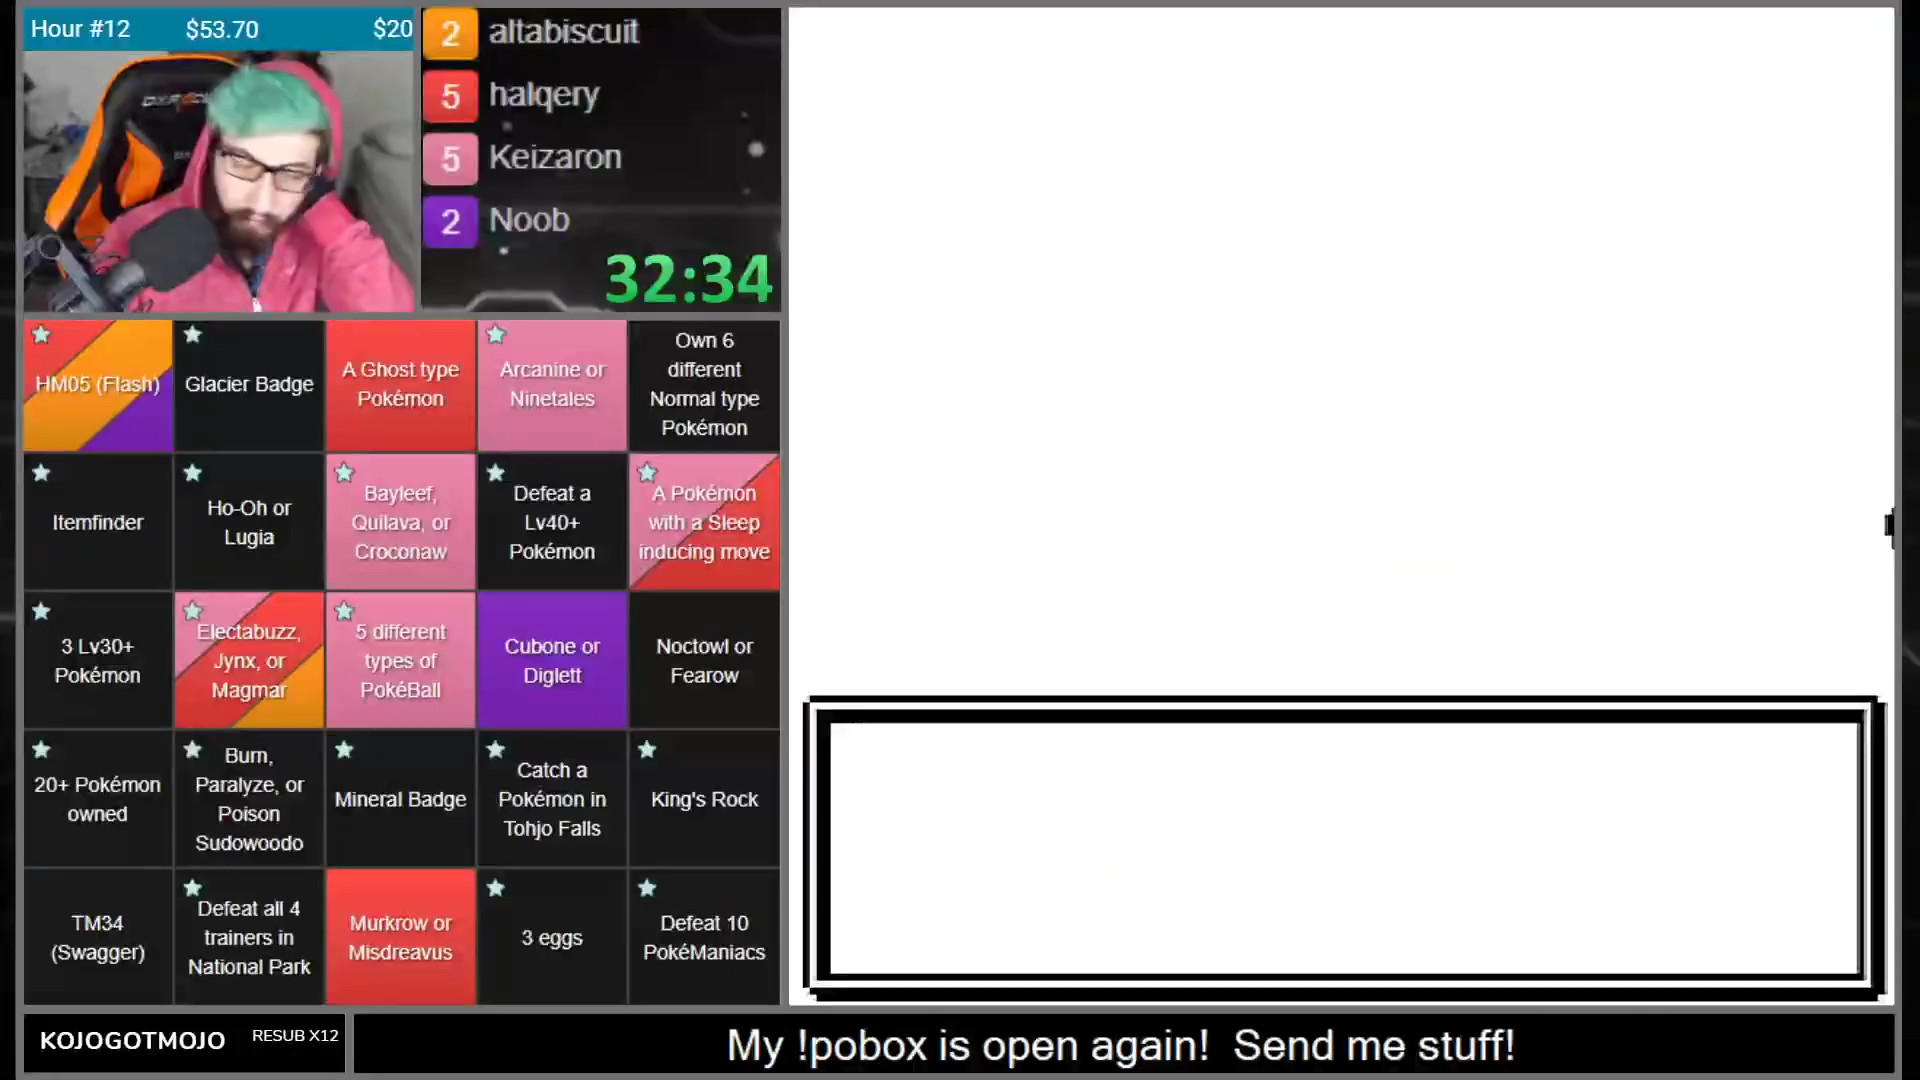 Hour #12 $53.70 $20
2 altabiscuit
5 halqery
5 Keizaron
2 Noob
32:34
HM05 (Flash)
Glacier Badge
A Ghost type
Pokémon
Arcanine or
Ninetales
Own 6
different
Normal type
Pokémon
Itemfinder
Ho-Oh or
Lugia
Bayleef,
Quilava, or
Croconaw
Defeat a
Lv40+
Pokémon
A Pokémon
with a Sleep
inducing move
3 Lv30+
Pokémon
Electabuzz,
Jynx, or
Magmar
5 different
types of
PokéBall
Cubone or
Diglett
Noctowl or
Fearow
20+ Pokémon
owned
Burn,
Paralyze, or
Poison
Sudowoodo
Mineral Badge
Catch a
Pokémon in
Tohjo Falls
King's Rock
TM34
(Swagger)
Defeat all 4
trainers in
National Park
Murkrow or
Misdreavus
3 eggs
Defeat 10
PokéManiacs
KOJOGOTMOJO RESUB X12
My !pobox is open again! Send me stuff!